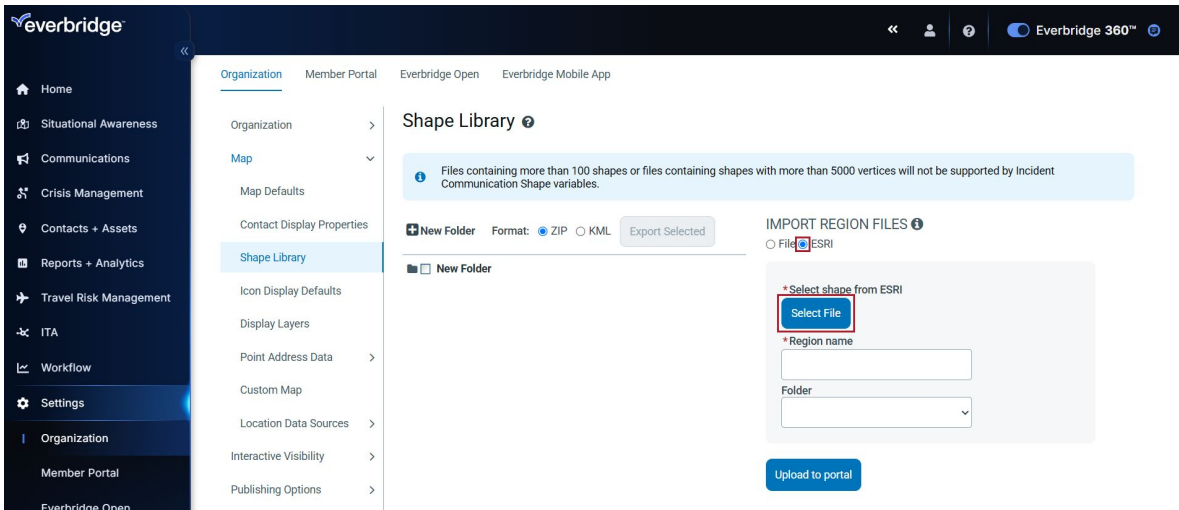 everbridge
Everbridge 360™
Home
Situational Awareness
Communications
Crisis Management
Contacts + Assets
Reports + Analytics
Travel Risk Management
ITA
Workflow
Settings
Organization
Member Portal
Everbridge Open
Organization Member Portal Everbridge Open Everbridge Mobile App
Organization
Map
Map Defaults
Contact Display Properties
Shape Library
Icon Display Defaults
Display Layers
Point Address Data
Custom Map
Location Data Sources
Interactive Visibility
Publishing Options
Shape Library
Files containing more than 100 shapes or files containing shapes with more than 5000 vertices will not be supported by Incident
Communication Shape variables.
New Folder Format: ZIP KML Export Selected
New Folder
IMPORT REGION FILES
File ESRI
*Select shape from ESRI
Select File
*Region name
Folder
Upload to portal